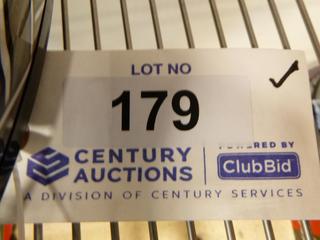 LOT NO
179
CENTURY AUCTIONS
POWERED BY
ClubBid
A DIVISION OF CENTURY SERVICES